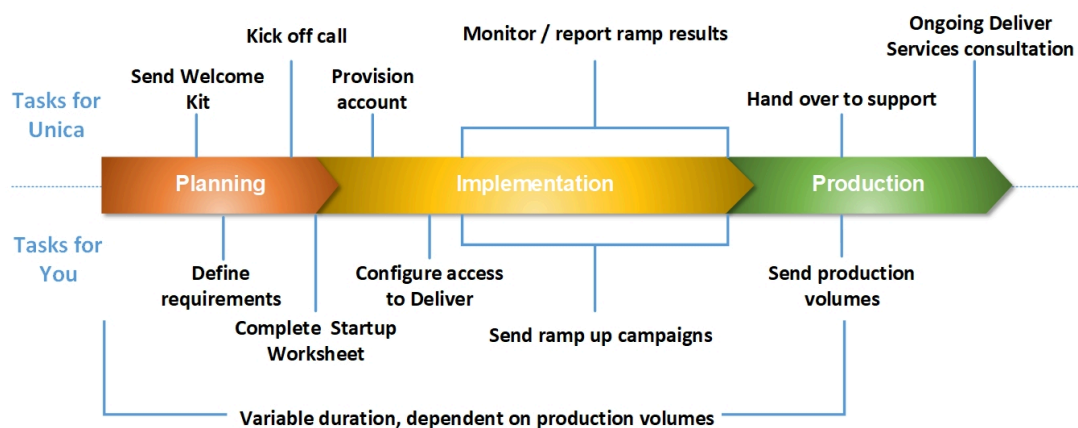 Ongoing Deliver
Services consultation
Kick off call
Monitor / report ramp results
Send Welcome
Kit
Provision
account
Hand over to support
Tasks for
Unica
Planning
Implementation
Production
Tasks for
You
Define
requirements
Configure access
to Deliver
Send production
volumes
Complete Startup
Worksheet
Send ramp up campaigns
Variable duration, dependent on production volumes